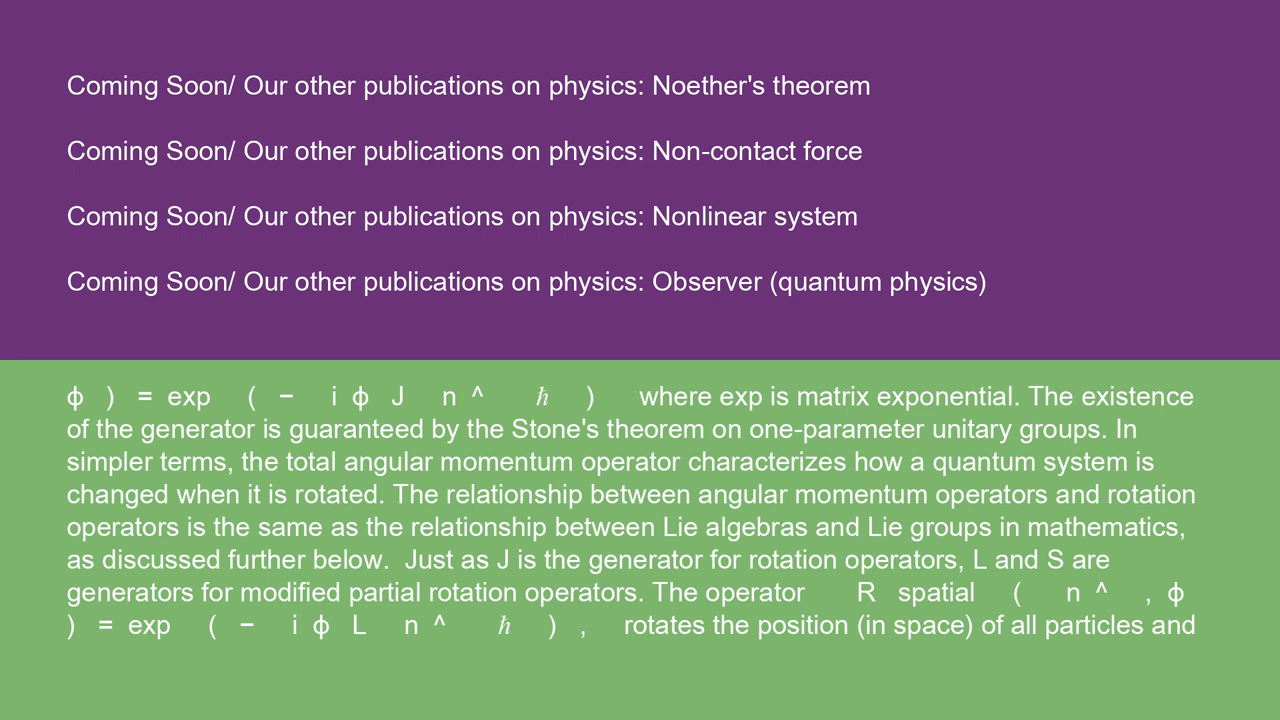 Coming Soon/ Our other publications on physics: Noether's theorem
Coming Soon/ Our other publications on physics: Non-contact force
Coming Soon/ Our other publications on physics: Nonlinear system
Coming Soon/ Our other publications on physics: Observer (quantum physics)
ϕ ) = exp ( − i ϕ J n ^ ℏ ) where exp is matrix exponential. The existence
of the generator is guaranteed by the Stone's theorem on one-parameter unitary groups. In
simpler terms, the total angular momentum operator characterizes how a quantum system is
changed when it is rotated. The relationship between angular momentum operators and rotation
operators is the same as the relationship between Lie algebras and Lie groups in mathematics,
as discussed further below. Just as J is the generator for rotation operators, L and S are
generators for modified partial rotation operators. The operator R spatial ( n ^ , ϕ
) = exp ( − i ϕ L n ^ ℏ ) , rotates the position (in space) of all particles and